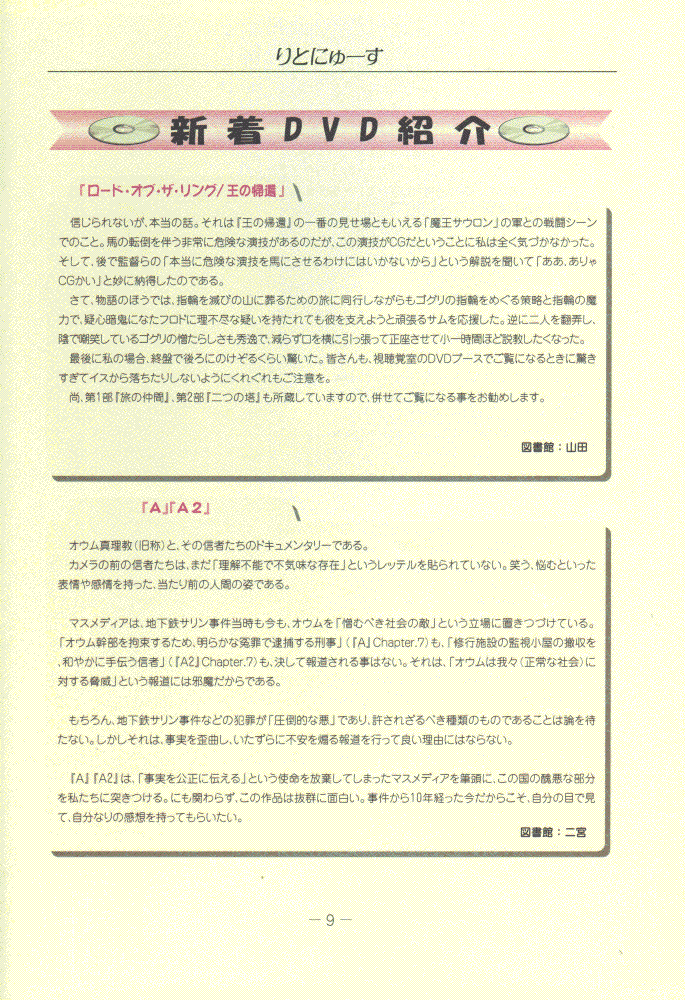 りとにゅーす
新着DVD紹介
「ロード・オブ・ザ・リング/王の帰還」
信じられないが、本当の話。それは『王の帰還』の一番の見せ場ともいえる「魔王サウロン」の軍との戦闘シーン
でのこと。馬の転倒を伴う非常に危険な演技があるのだが、この演技がCGだということに私は全く気づかなかった。
そして、後で監督らの「本当に危険な演技を馬にさせるわけにはいかないから」という解説を聞いて「ああ、ありゃ
CGかい」と妙に納得したのである。
さて、物語のほうでは、指輪を滅びの山に葬るための旅に同行しながらもゴクリの指輪をめぐる策略と指輪の魔
力で、疑心暗鬼になたフロドに理不尽な疑いを持たれても彼を支えようと頑張るサムを応援した。逆に二人を翻弄し、
陰で嘲笑しているゴクリの憎たらしさも秀逸で、減らず口を横に引っ張って正座させて小一時間ほど説教したくなった。
最後に私の場合、終盤で後ろにのけぞるくらい驚いた。皆さんも、視聴覚室のDVDブースでご覧になるときに驚き
すぎてイスから落ちたりしないようにくれぐれもご注意を。
尚、第1部『旅の仲間』、第2部『二つの塔』も所蔵していますので、併せてご覧になる事をお勧めします。
図書館：山田
『A』『A2』
オウム真理教（旧称）と、その信者たちのドキュメンタリーである。
カメラの前の信者たちは、まだ「理解不能で不気味な存在」というレッテルを貼られていない。笑う、悩むといった
表情や感情を持った、当たり前の人間の姿である。
マスメディアは、地下鉄サリン事件当時も今も、オウムを「憎むべき社会の敵」という立場に置きつづけている。
「オウム幹部を拘束するため、明らかな冤罪で逮捕する刑事」（『A』Chapter.7）も、「修行施設の監視小屋の撤収を
、和やかに手伝う信者」（『A2』Chapter.7）も、決して報道される事はない。それは、「オウムは我々（正常な社会）に
対する脅威」という報道には邪魔だからである。
もちろん、地下鉄サリン事件などの犯罪が「圧倒的な悪」であり、許されざるべき種類のものであることは論を待
たない。しかしそれは、事実を歪曲し、いたずらに不安を煽る報道を行って良い理由にはならない。
『A』『A2』は、「事実を公正に伝える」という使命を放棄してしまったマスメディアを筆頭に、この国の醜悪な部分
を私たちに突きつける。にも関わらず、この作品は抜群に面白い。事件から10年経った今だからこそ、自分の目で見
て、自分なりの感想を持ってもらいたい。
図書館：二宮
－9－